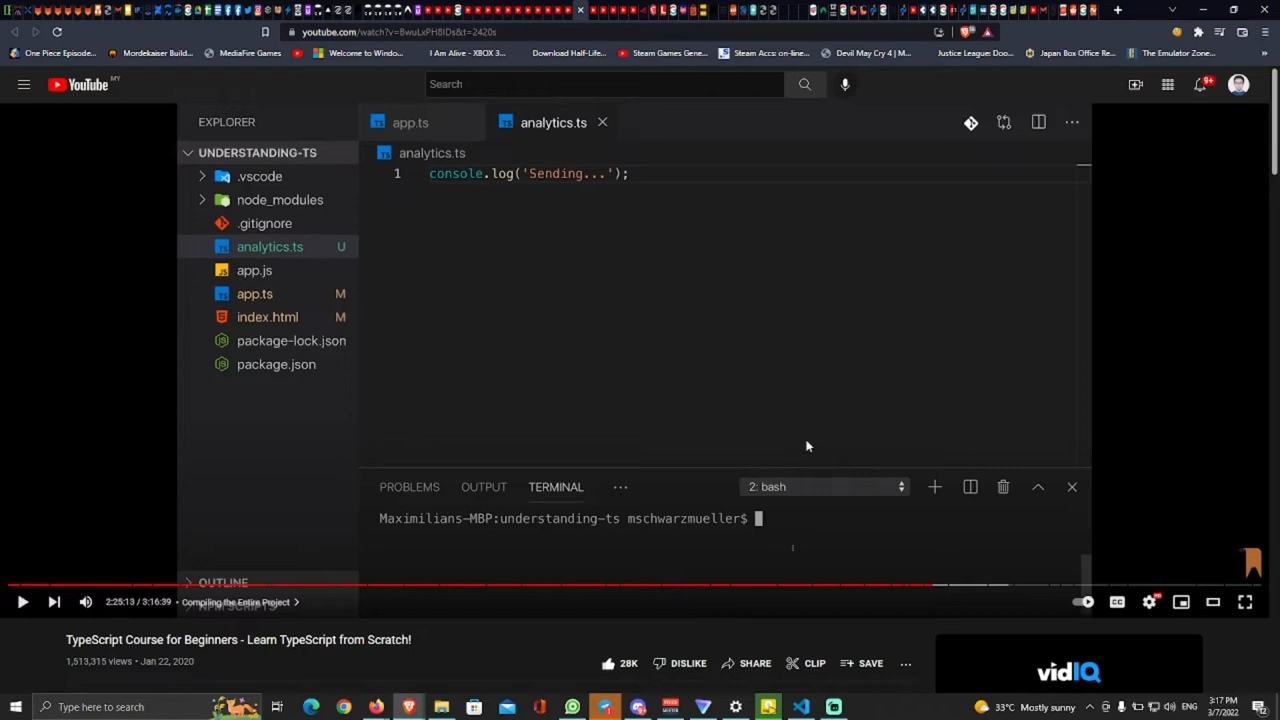 youtube.com/watch?v=BwuLxPH8IDs&t=2420s
One Piece Episode...
Mordekaiser Build...
MediaFire Games
Welcome to Windo...
I Am Alive - XBOX 3...
Download Half-Life...
Steam Games Gene...
Steam Accs: on-line...
Devil May Cry 4 | M...
Justice League: Doo...
Japan Box Office Re...
The Emulator Zone...
YouTube MY
Search
9+
EXPLORER
app.ts
analytics.ts
UNDERSTANDING-TS
analytics.ts
.vscode
1 console.log('Sending...');
node_modules
.gitignore
analytics.ts U
app.js
app.ts M
index.html M
package-lock.json
package.json
PROBLEMS OUTPUT TERMINAL ... 2: bash
Maximilians-MBP:understanding-ts mschwarzmueller$
OUTLINE
NPM SCRIPTS
2:25:13 / 3:16:39 • Compiling the Entire Project
TypeScript Course for Beginners - Learn TypeScript from Scratch!
1,513,315 views • Jan 22, 2020
28K DISLIKE SHARE CLIP SAVE ...
vidIQ
Type here to search
33°C Mostly sunny
ENG
3:17 PM
3/7/2022
12